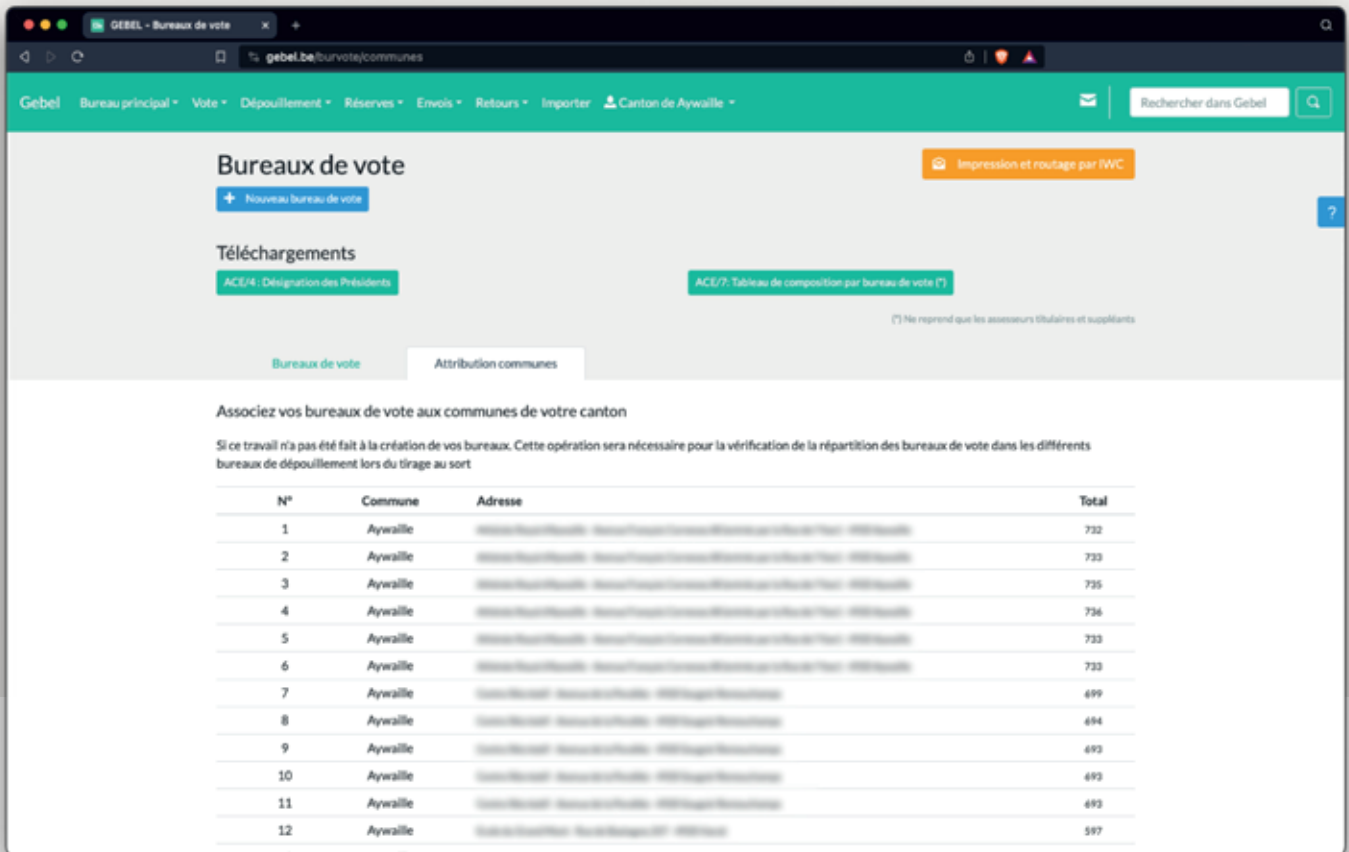 GEBEL - Bureaux de vote
gebel.be/burvote/communes
Gebel Bureau principal Vote Dépouillement Réserves Envois Retours Importer Canton de Aywaille Rechercher dans Gebel
Bureaux de vote
Impression et routage par IWC
+ Nouveau bureau de vote
?
Téléchargements
ACE/4 : Désignation des Présidents
ACE/7: Tableau de composition par bureau de vote (*)
(*) Ne reprend que les assesseurs titulaires et suppléants
Bureaux de vote Attribution communes
Associez vos bureaux de vote aux communes de votre canton
Si ce travail n'a pas été fait à la création de vos bureaux. Cette opération sera nécessaire pour la vérification de la répartition des bureaux de vote dans les différents
bureaux de dépouillement lors du tirage au sort
N° Commune Adresse Total
1 Aywaille 732
2 Aywaille 733
3 Aywaille 735
4 Aywaille 736
5 Aywaille 733
6 Aywaille 733
7 Aywaille 699
8 Aywaille 694
9 Aywaille 693
10 Aywaille 693
11 Aywaille 693
12 Aywaille 597